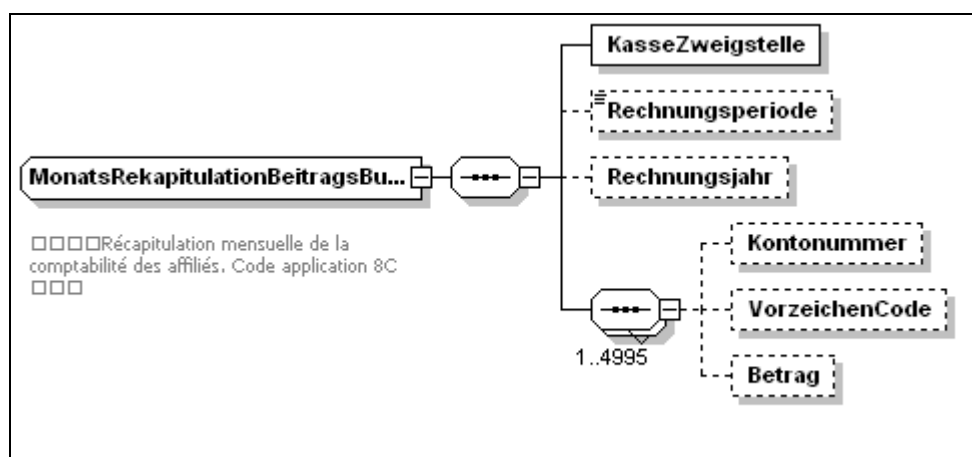 KasseZweigstelle
Rechnungsperiode
MonatsRekapitulationBeitragsBu...
Rechnungsjahr
□□□□Récapitulation mensuelle de la
comptabilité des affiliés. Code application 8C
□□□
Kontonummer
VorzeichenCode
1..4995
Betrag